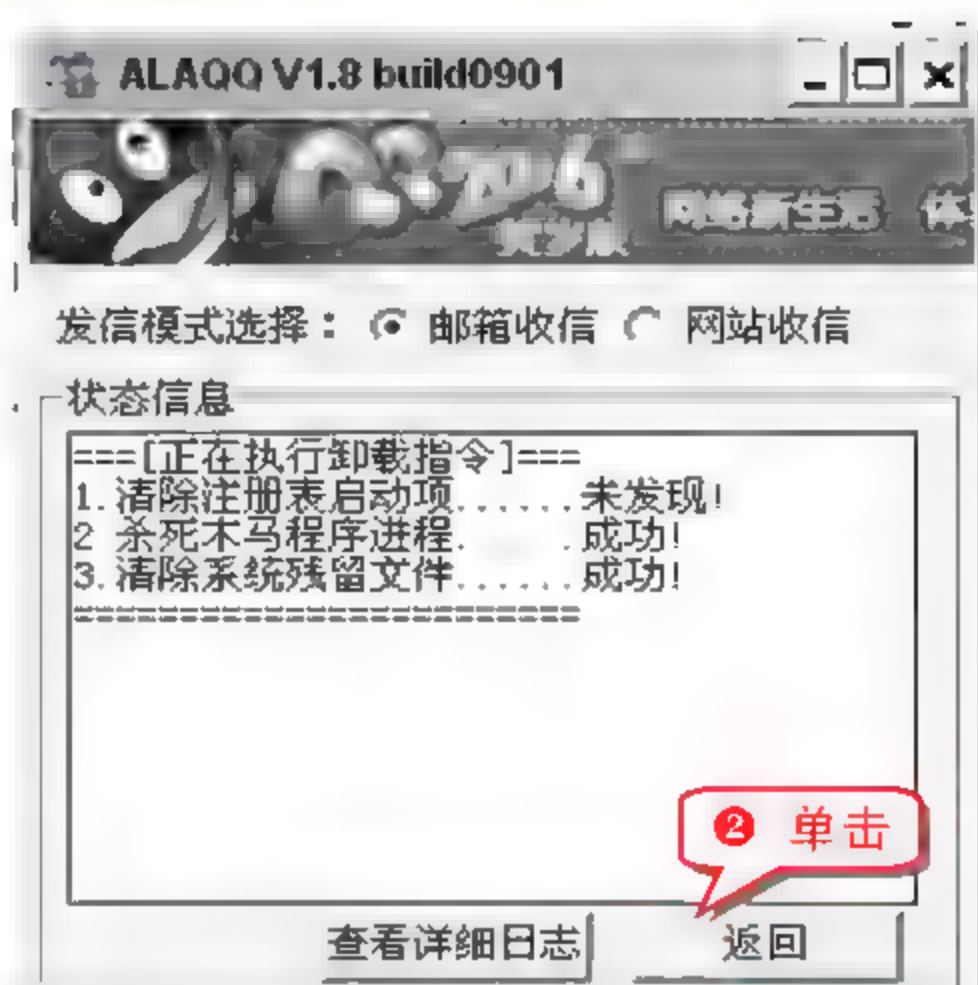 ALAQQ V1.8 build0901
QQ2006
网络新生活 体
发信模式选择： 邮箱收信 网站收信
状态信息
===[正在执行卸载指令]===
1.清除注册表启动项......未发现!
2 杀死木马程序进程. .成功!
3.清除系统残留文件......成功!
========================
❷ 单击
查看详细日志 返回